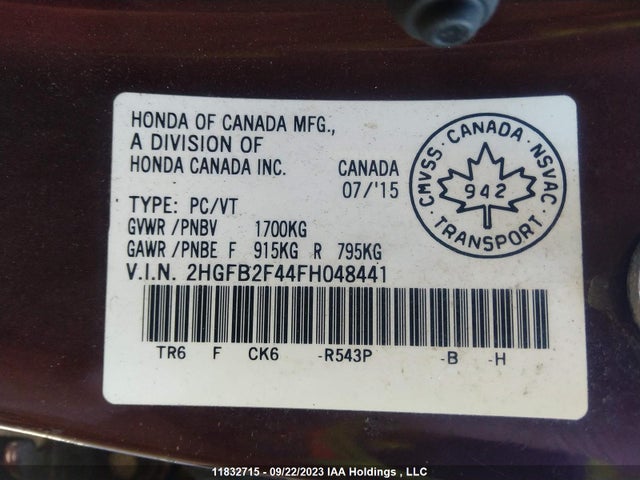 HONDA OF CANADA MFG.,
A DIVISION OF
HONDA CANADA INC. CANADA
07/'15
TYPE: PC/VT
GVWR /PNBV 1700KG
GAWR /PNBE F 915KG R 795KG
V.I.N. 2HGFB2F44FH048441
TR6 F CK6 -R543P -B -H
CMVSS · CANADA · NSVAC
942
· TRANSPORT ·
11832715 - 09/22/2023 IAA Holdings , LLC